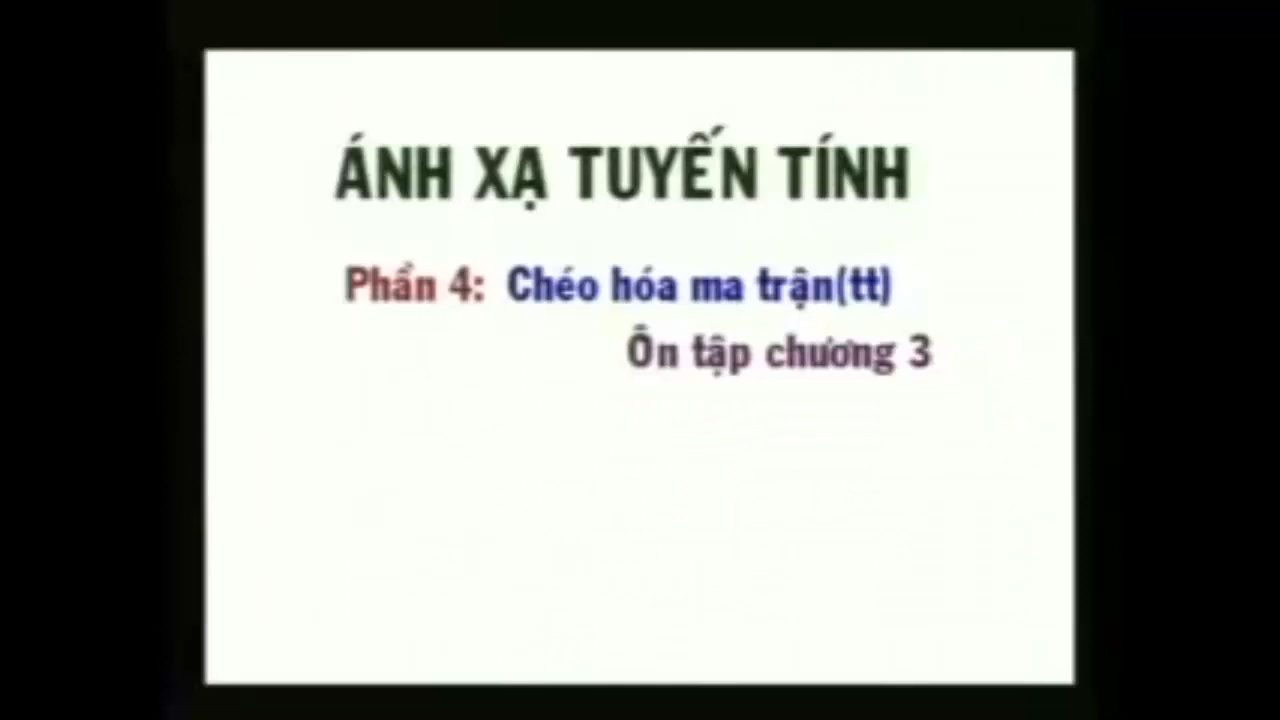 ÁNH XẠ TUYẾN TÍNH
Phần 4: Chéo hóa ma trận(tt)
Ôn tập chương 3